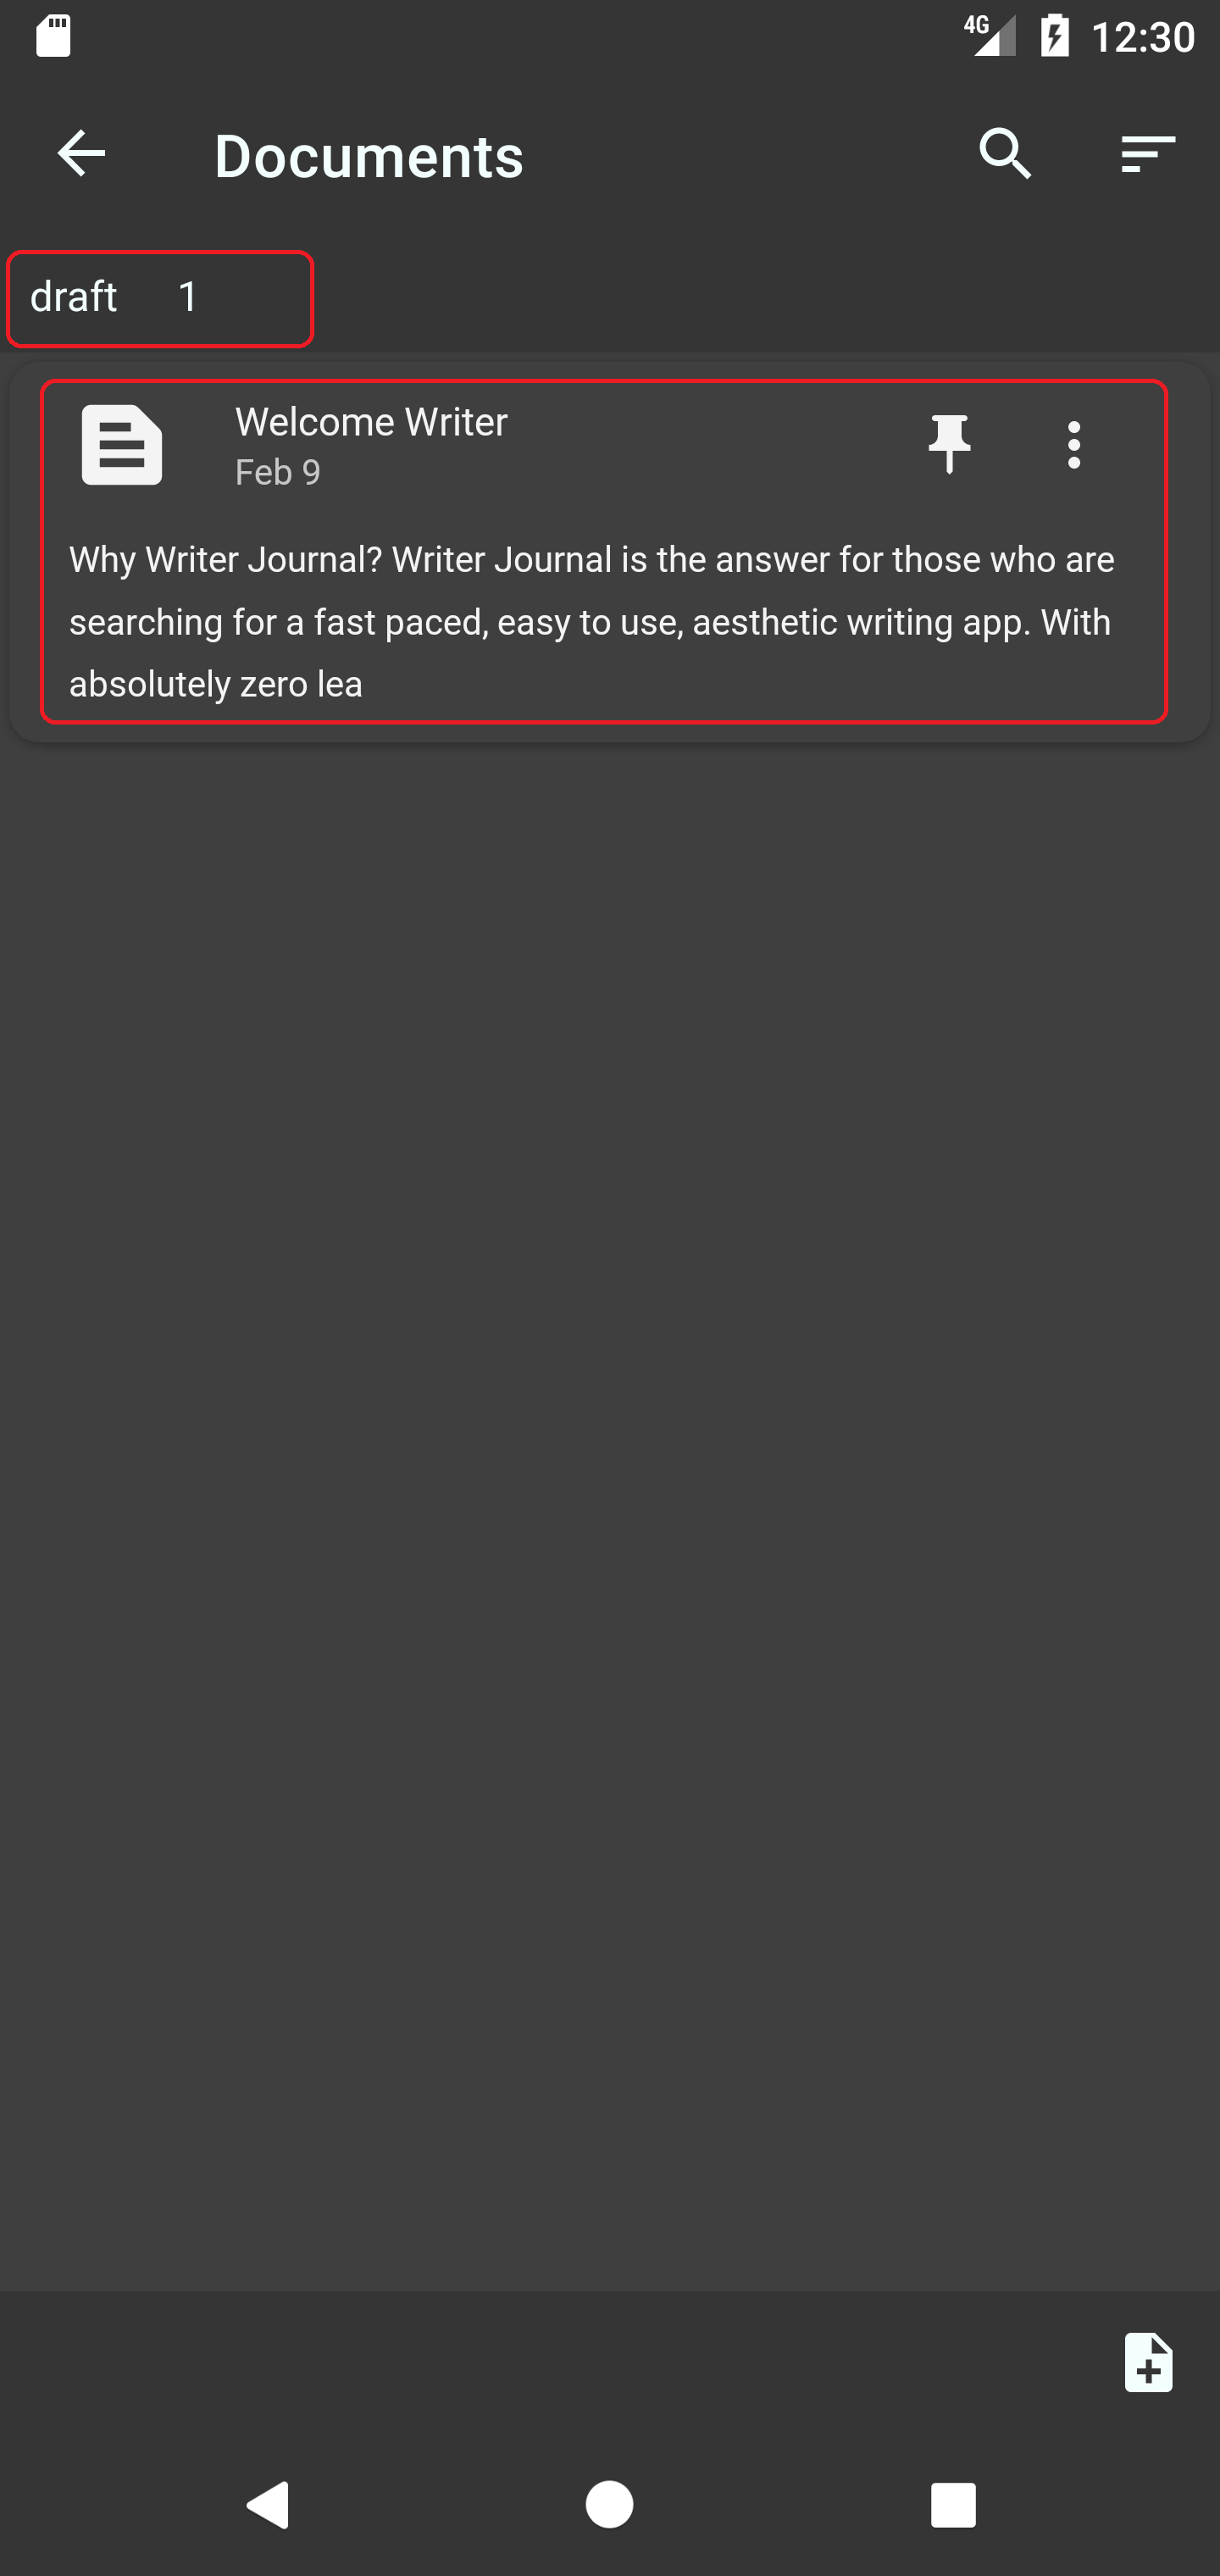 4G 12:30
Documents
draft 1
Welcome Writer
Feb 9
Why Writer Journal? Writer Journal is the answer for those who are
searching for a fast paced, easy to use, aesthetic writing app. With
absolutely zero lea